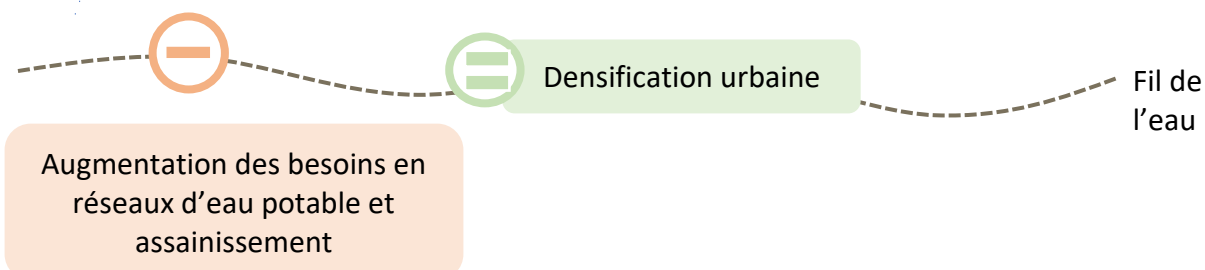 Densification urbaine
Fil de
l’eau
Augmentation des besoins en
réseaux d’eau potable et
assainissement